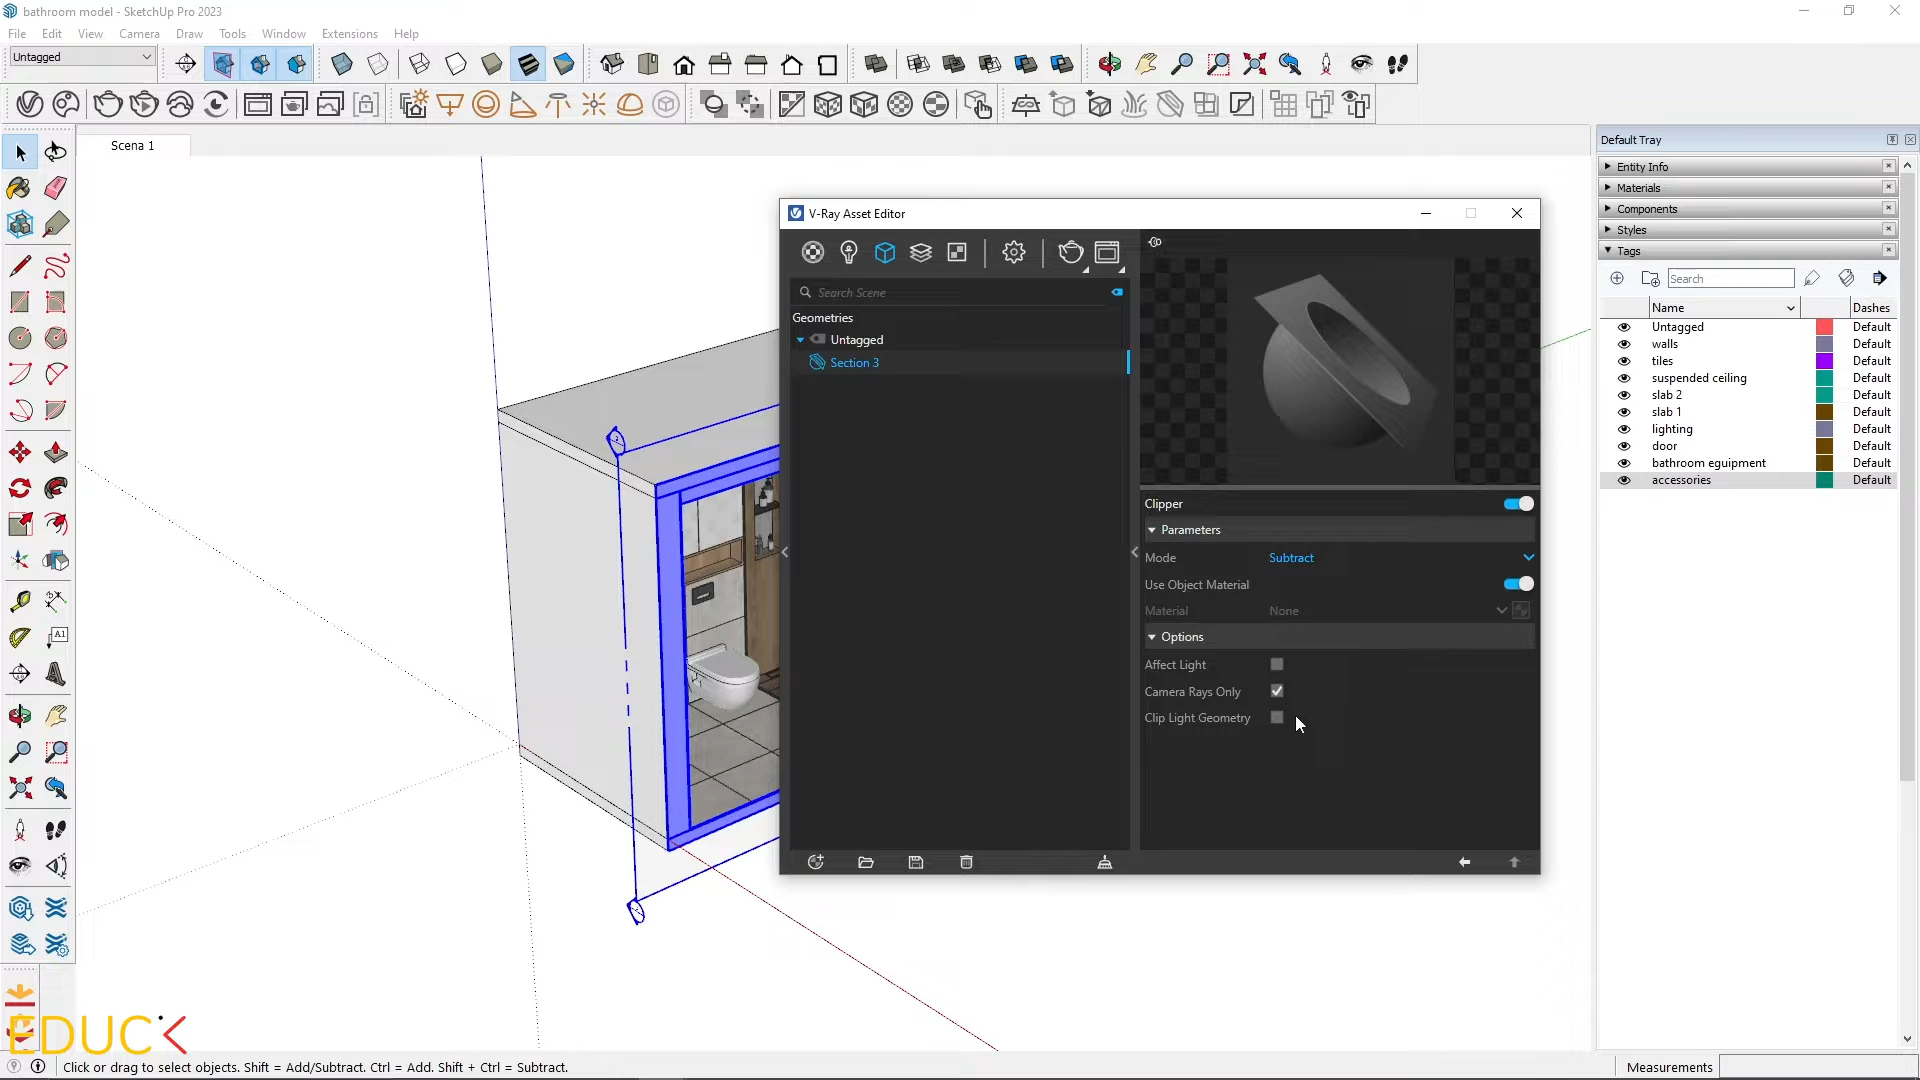 bathroom model - SketchUp Pro 2023
File Edit View Camera Draw Tools Window Extensions Help
Untagged
Scena 1
Default Tray
Entity Info
Materials
Components
Styles
Tags
Search
Name Dashes
Untagged Default
walls Default
tiles Default
suspended ceiling Default
slab 2 Default
slab 1 Default
lighting Default
door Default
bathroom equipment Default
accessories Default
V-Ray Asset Editor
Search Scene
Geometries
Untagged
Section 3
Clipper
Parameters
Mode Subtract
Use Object Material
Material None
Options
Affect Light
Camera Rays Only
Clip Light Geometry
A1
EDUC
Click or drag to select objects. Shift = Add/Subtract. Ctrl = Add. Shift + Ctrl = Subtract.
Measurements